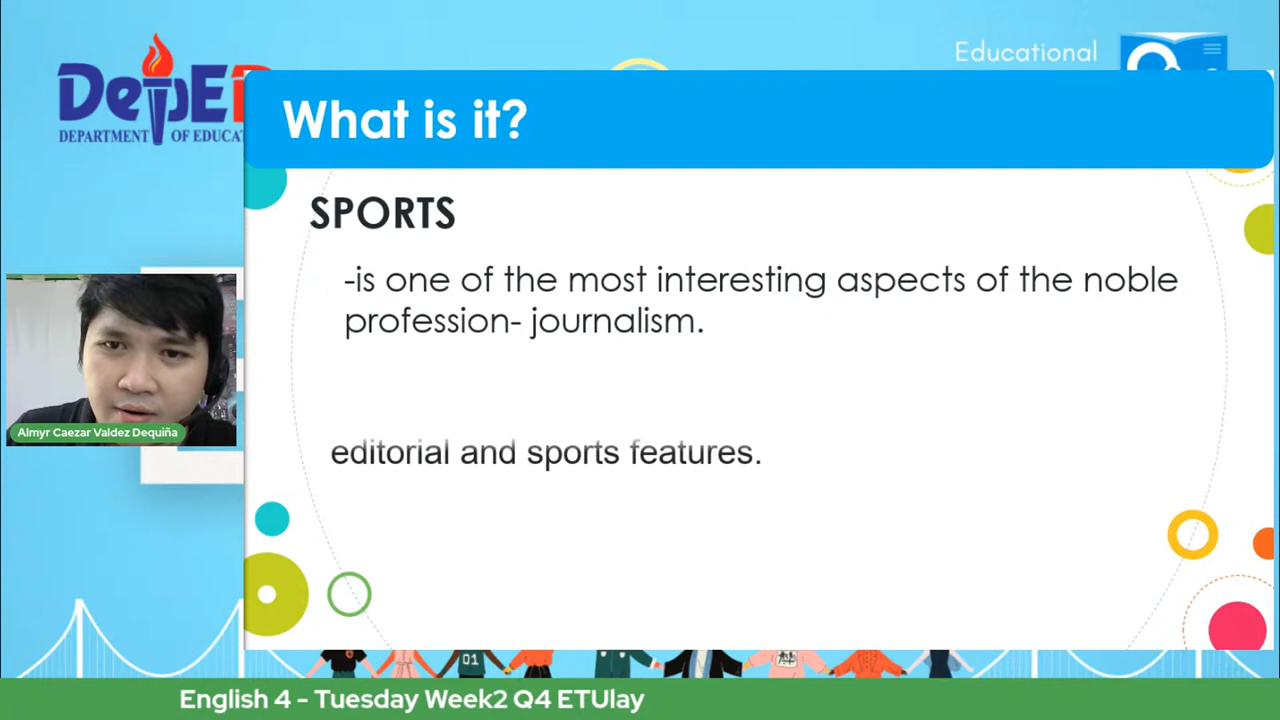 Educational
DepED
DEPARTMENT OF EDUCAT
What is it?
SPORTS
-is one of the most interesting aspects of the noble
profession- journalism.
Almyr Caezar Valdez Dequiña
editorial and sports features.
01
English 4 - Tuesday Week2 Q4 ETUlay